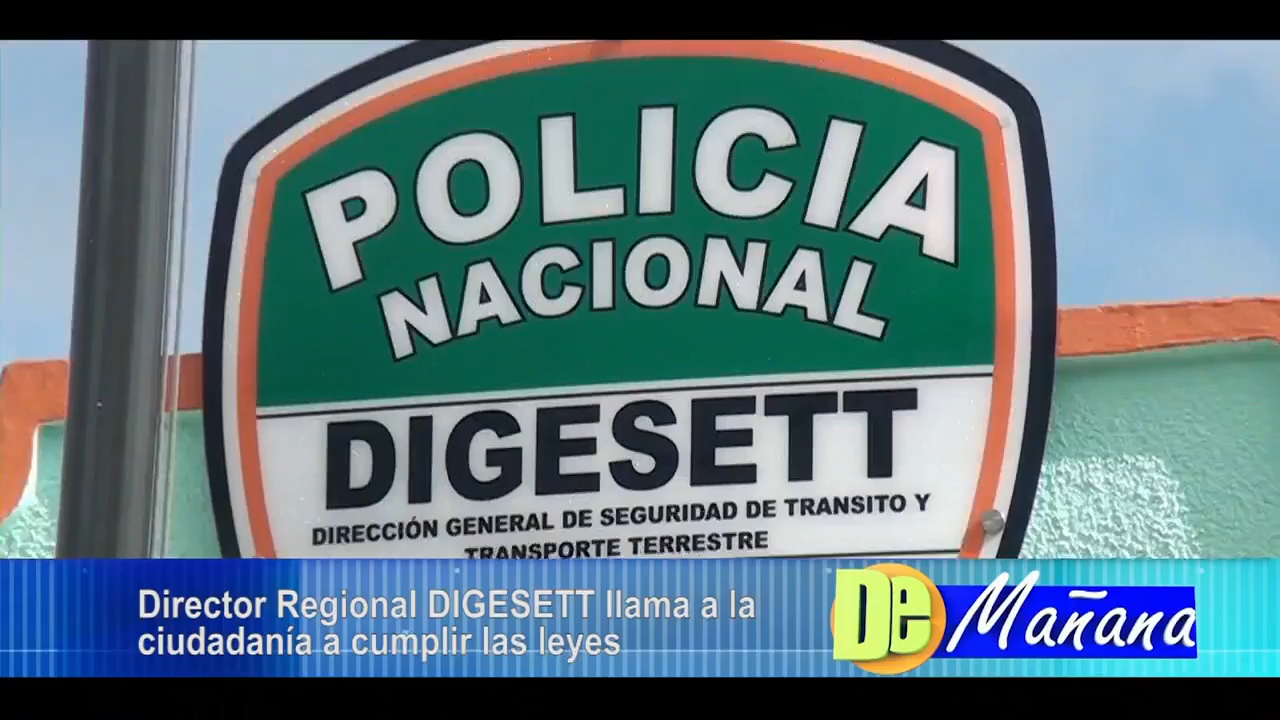 POLICIA
NACIONAL
DIGESETT
DIRECCIÓN GENERAL DE SEGURIDAD DE TRANSITO Y
TRANSPORTE TERRESTRE
Director Regional DIGESETT llama a la
ciudadanía a cumplir las leyes
De Mañana